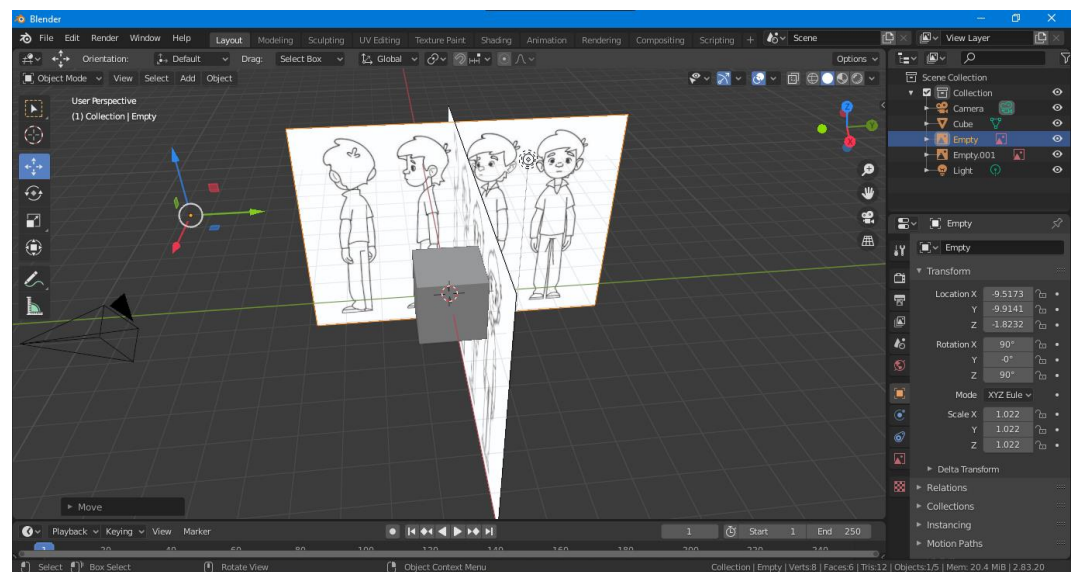 Blender
File Edit Render Window Help Layout Modeling Sculpting UV Editing Texture Paint Shading Animation Rendering Compositing Scripting + Scene View Layer
Orientation: Default Drag: Select Box Global Options
Object Mode View Select Add Object
User Perspective
(1) Collection | Empty
Z
Y
X
Move
Scene Collection
Collection
Camera
Cube
Empty
Empty.001
Light
Empty
Empty
Transform
Location X -9.5173
Y -9.9141
Z -1.8232
Rotation X 90°
Y -0°
Z 90°
Mode XYZ Eule
Scale X 1.022
Y 1.022
Z 1.022
Delta Transform
Relations
Collections
Instancing
Motion Paths
Playback Keying View Marker 1 Start 1 End 250
1 20 40 60 80 100 120 140 160 180 200 220 240
Select Box Select Rotate View Object Context Menu Collection | Empty | Verts:8 | Faces:6 | Tris:12 | Objects:1/5 | Mem: 20.4 MiB | 2.83.20